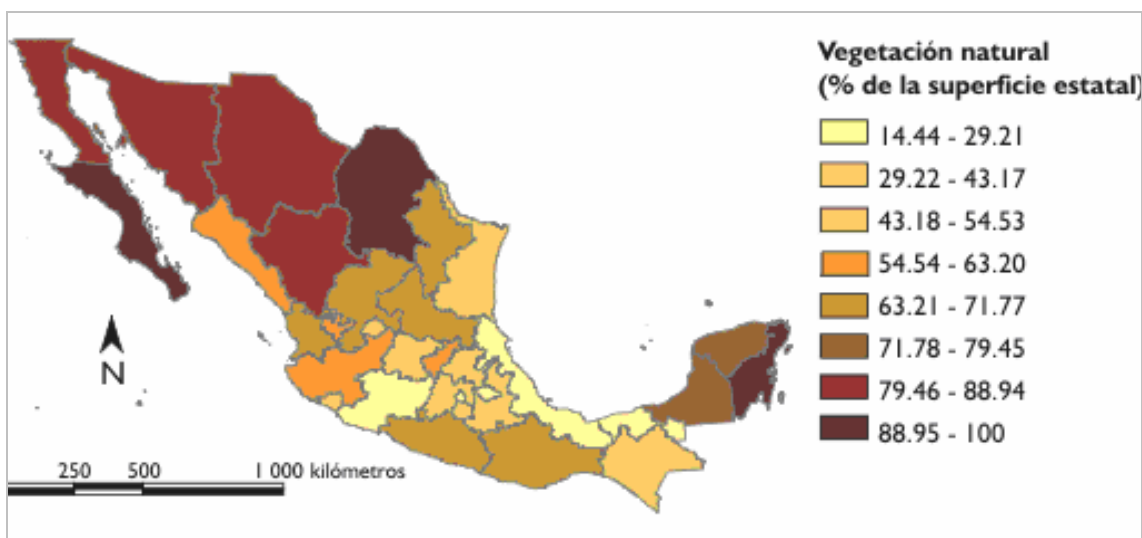 Vegetación natural
(% de la superficie estatal)
14.44 - 29.21
29.22 - 43.17
43.18 - 54.53
54.54 - 63.20
63.21 - 71.77
71.78 - 79.45
79.46 - 88.94
88.95 - 100
N
250 500 1 000 kilómetros